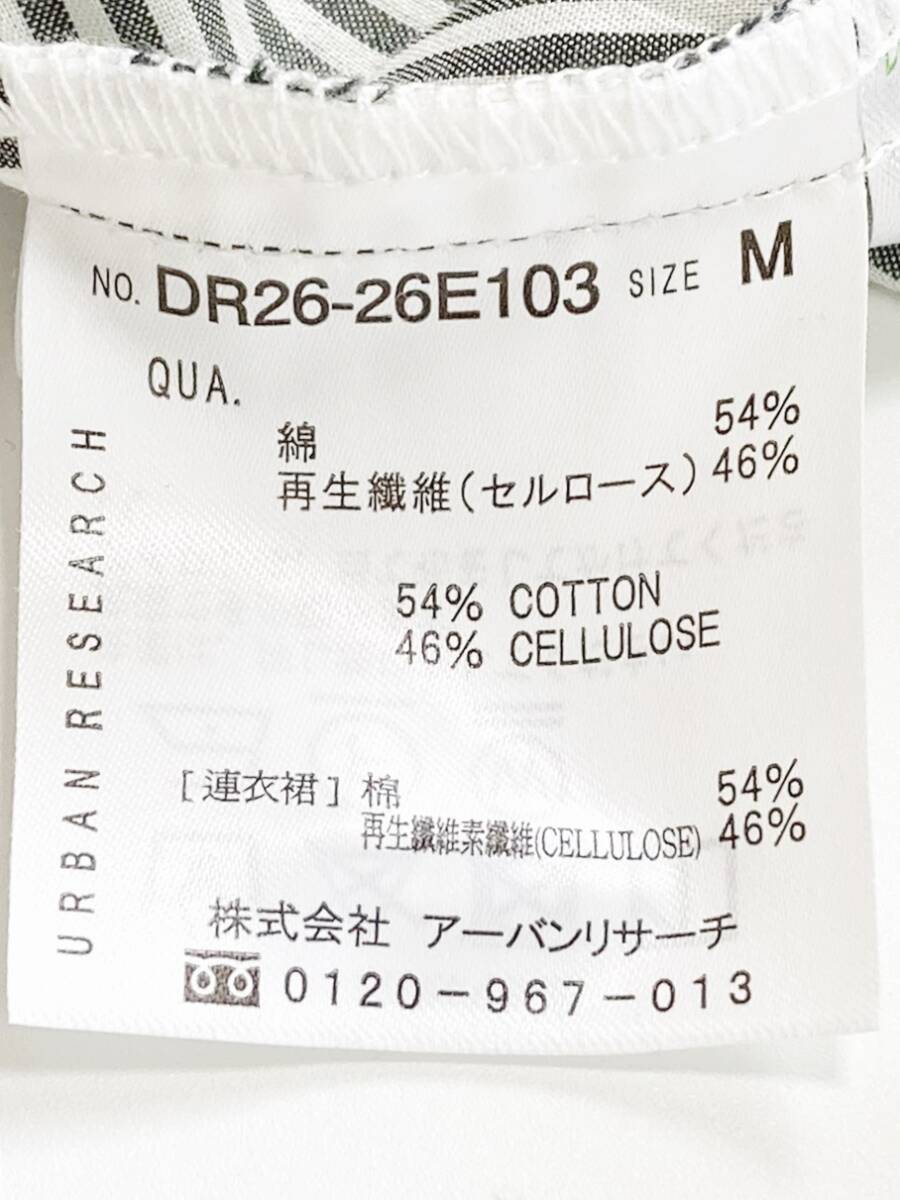 NO. DR26-26E103 SIZE M
QUA.
綿 54%
再生繊維(セルロース) 46%
54% COTTON
46% CELLULOSE
[連衣裙] 棉 54%
再生纖維素纖維(CELLULOSE) 46%
株式会社 アーバンリサーチ
0120-967-013
URBAN RESEARCH